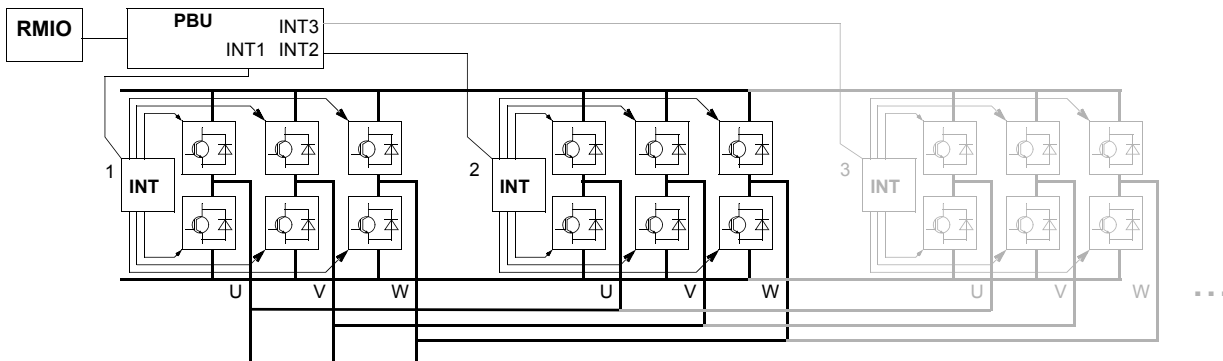 RMIO
PBU
INT3
INT1 INT2
1
INT
2
INT
3
INT
U V W
U V W
U V W
...